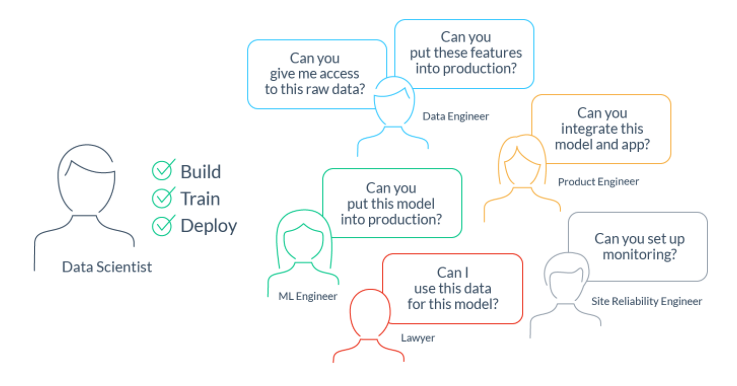 Build
Train
Deploy
Data Scientist
Can you
give me access
to this raw data?
Can you
put these features
into production?
Data Engineer
Can you
integrate this
model and app?
Product Engineer
Can you
put this model
into production?
ML Engineer
Can you set up
monitoring?
Site Reliability Engineer
Can I
use this data
for this model?
Lawyer